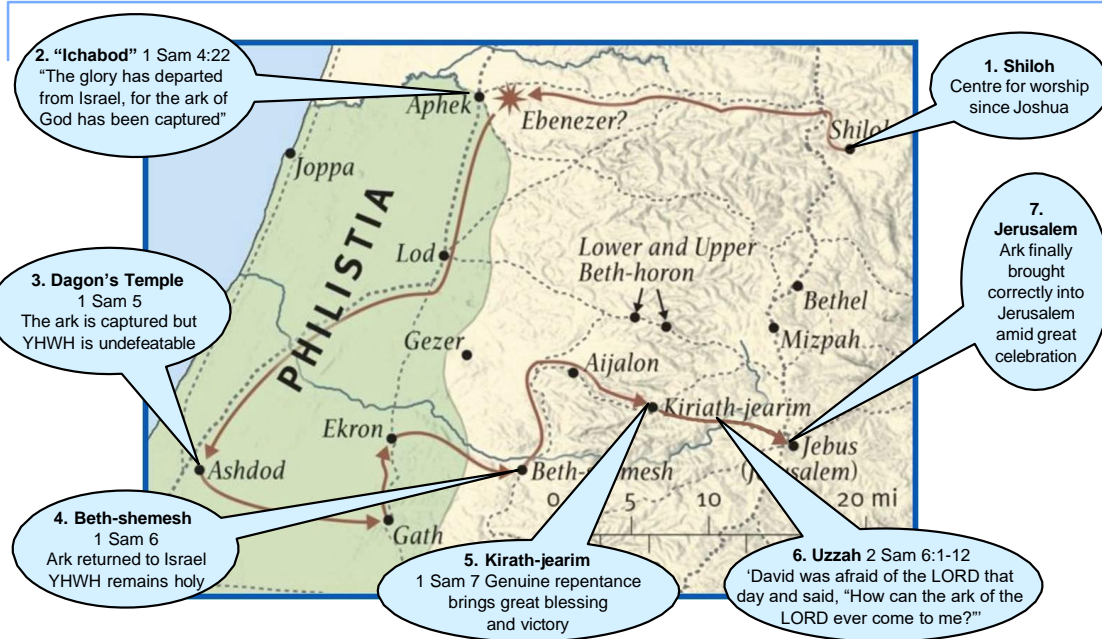 2. “Ichabod” 1 Sam 4:22
“The glory has departed
from Israel, for the ark of
God has been captured”
1. Shiloh
Centre for worship
since Joshua
Aphek
Ebenezer?
Shiloh
Joppa
PHILISTIA
Lod
Lower and Upper
Beth-horon
7.
Jerusalem
Ark finally
brought
correctly into
Jerusalem
amid great
celebration
3. Dagon’s Temple
1 Sam 5
The ark is captured but
YHWH is undefeatable
Bethel
Mizpah
Gezer
Aijalon
Kiriath-jearim
Ekron
Jebus
(Jerusalem)
Ashdod
Beth-shemesh
0 5 10 20 mi
Gath
4. Beth-shemesh
1 Sam 6
Ark returned to Israel
YHWH remains holy
5. Kirath-jearim
1 Sam 7 Genuine repentance
brings great blessing
and victory
6. Uzzah 2 Sam 6:1-12
‘David was afraid of the LORD that
day and said, “How can the ark of the
LORD ever come to me?”’